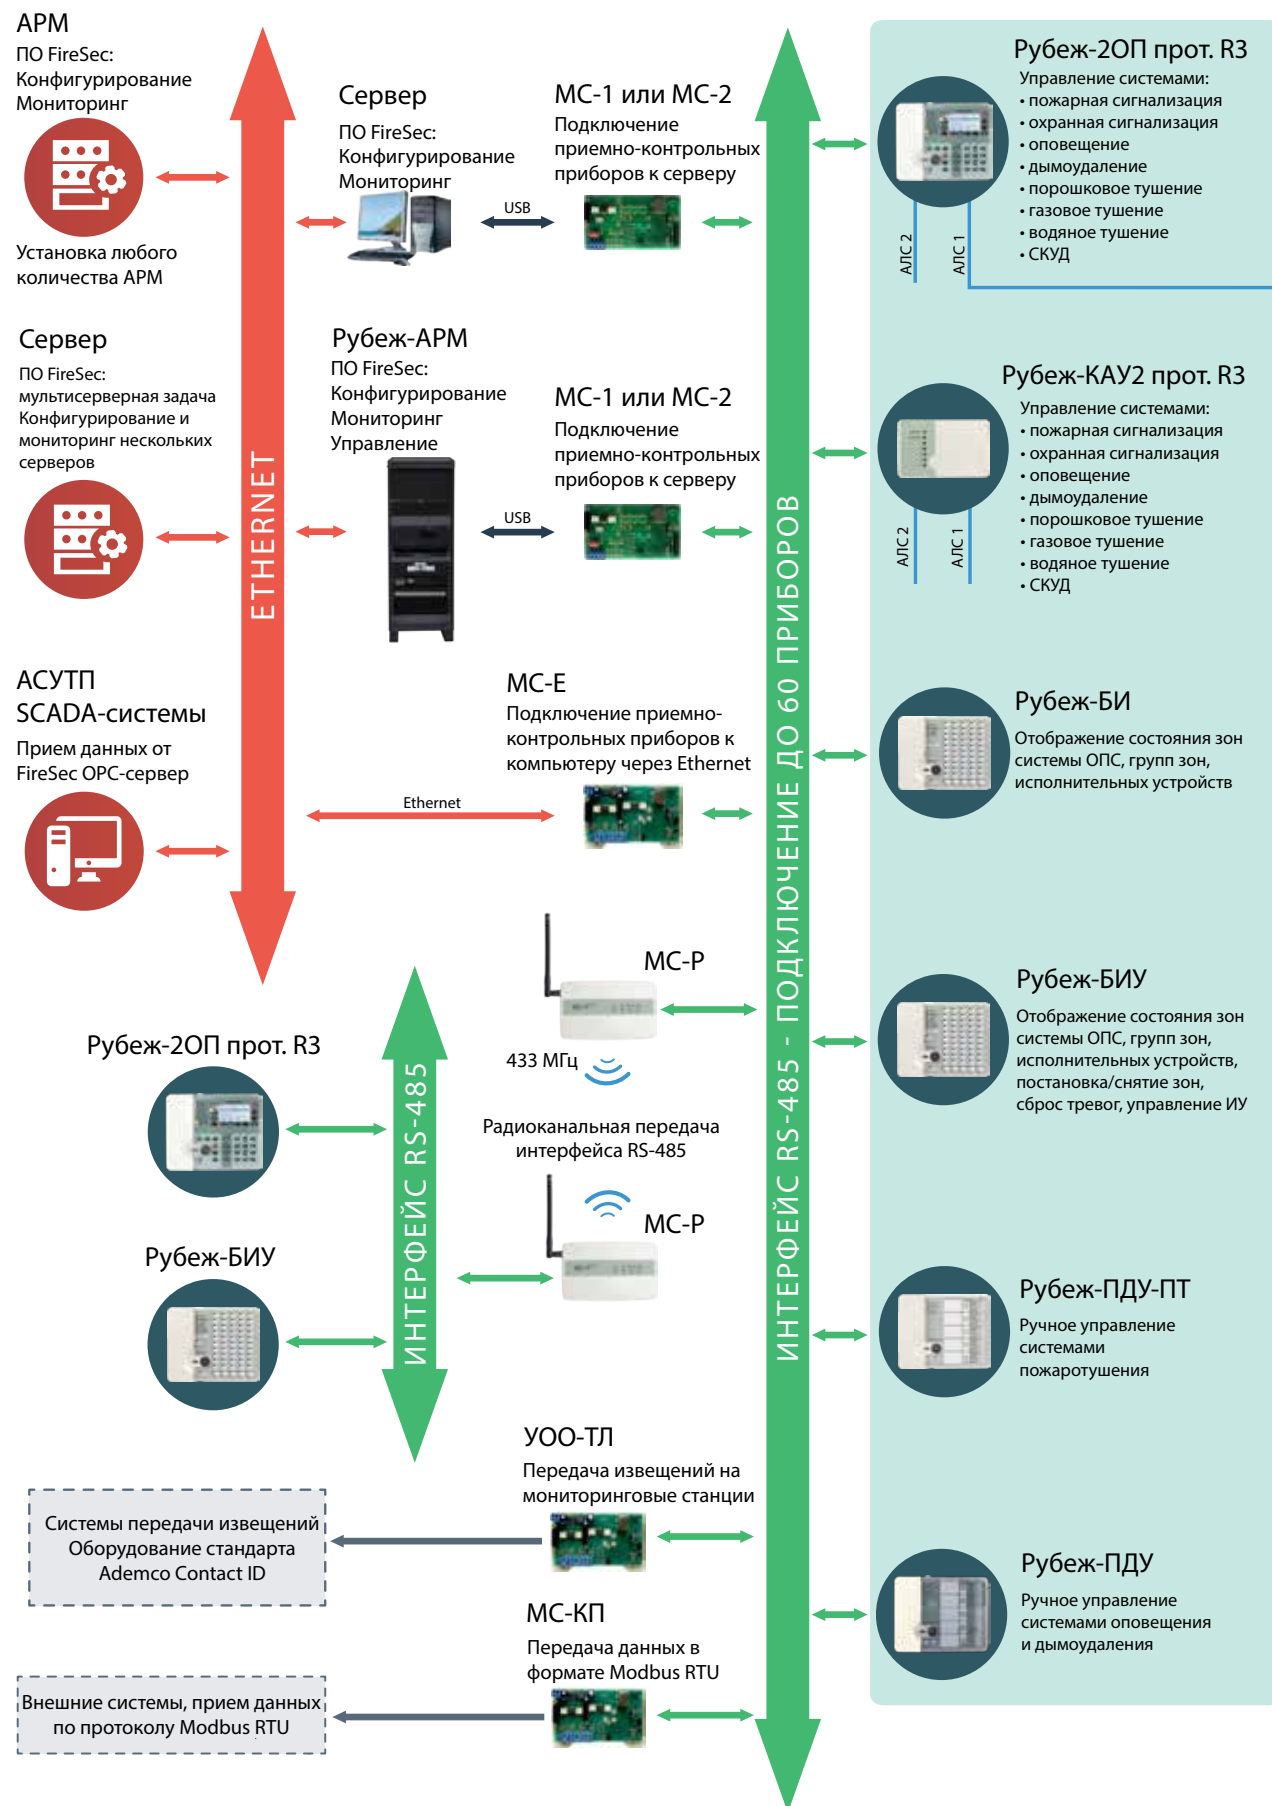 АРМ
ПО FireSec:
Конфигурирование
Мониторинг
Установка любого
количества АРМ
Сервер
ПО FireSec:
мультисерверная задача
Конфигурирование и
мониторинг нескольких
серверов
АСУТП
SCADA-системы
Прием данных от
FireSec OPC-сервер
ETHERNET
Сервер
ПО FireSec:
Конфигурирование
Мониторинг
USB
МС-1 или МС-2
Подключение
приемно-контрольных
приборов к серверу
Рубеж-АРМ
ПО FireSec:
Конфигурирование
Мониторинг
Управление
USB
МС-1 или МС-2
Подключение
приемно-контрольных
приборов к серверу
МС-Е
Подключение приемно-
контрольных приборов к
компьютеру через Ethernet
Ethernet
МС-Р
433 МГц
Радиоканальная передача
интерфейса RS-485
МС-Р
Рубеж-2ОП прот. R3
Рубеж-БИУ
ИНТЕРФЕЙС RS-485
УОО-ТЛ
Передача извещений на
мониторинговые станции
Системы передачи извещений
Оборудование стандарта
Ademco Contact ID
МС-КП
Передача данных в
формате Modbus RTU
Внешние системы, прием данных
по протоколу Modbus RTU
ИНТЕРФЕЙС RS-485 - ПОДКЛЮЧЕНИЕ ДО 60 ПРИБОРОВ
Рубеж-2ОП прот. R3
Управление системами:
• пожарная сигнализация
• охранная сигнализация
• оповещение
• дымоудаление
• порошковое тушение
• газовое тушение
• водяное тушение
• СКУД
АЛС 2
АЛС 1
Рубеж-КАУ2 прот. R3
Управление системами:
• пожарная сигнализация
• охранная сигнализация
• оповещение
• дымоудаление
• порошковое тушение
• газовое тушение
• водяное тушение
• СКУД
АЛС 2
АЛС 1
Рубеж-БИ
Отображение состояния зон
системы ОПС, групп зон,
исполнительных устройств
Рубеж-БИУ
Отображение состояния зон
системы ОПС, групп зон,
исполнительных устройств,
постановка/снятие зон,
сброс тревог, управление ИУ
Рубеж-ПДУ-ПТ
Ручное управление
системами
пожаротушения
Рубеж-ПДУ
Ручное управление
системами оповещения
и дымоудаления